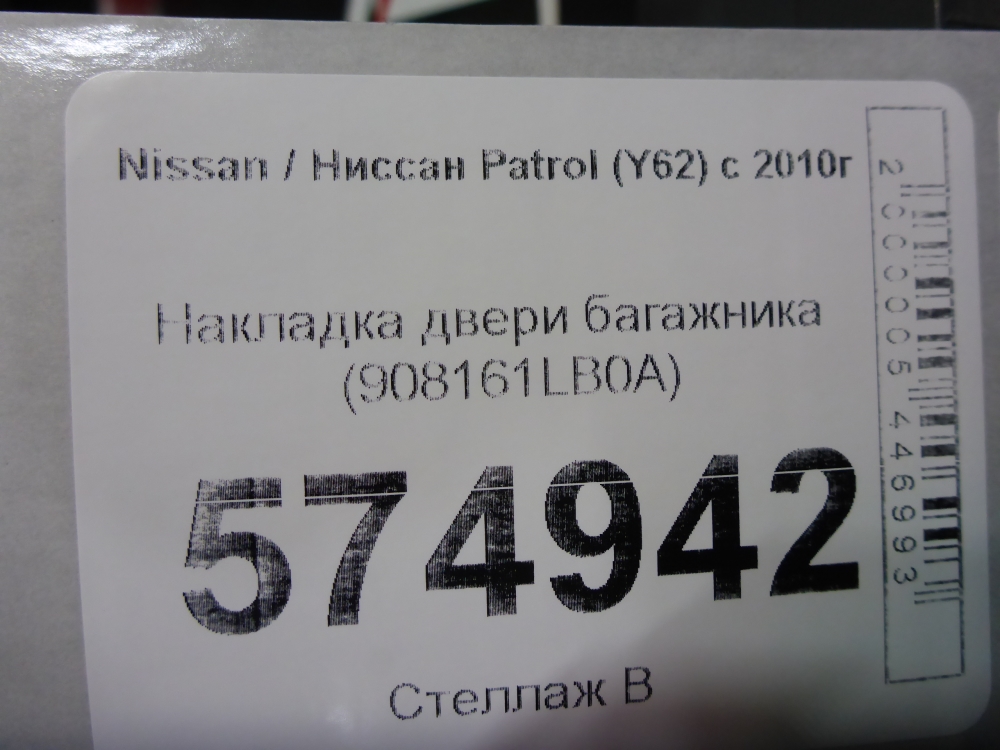 Nissan / Ниссан Patrol (Y62) с 2010г
Накладка двери багажника
(908161LB0A)
574942
Стеллаж В
2000005446993